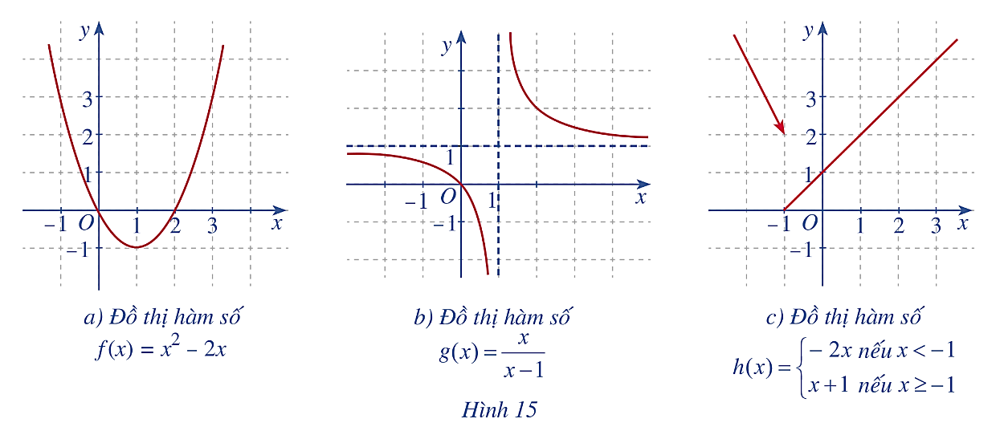 y
3
2
1
−1 O 1 2 3 x
−1
a) Đồ thị hàm số
f(x) = x² − 2x
y
1
−1 O 1 x
−1
b) Đồ thị hàm số
g(x) = x/(x−1)
y
3
2
1
−1 O 1 2 3 x
−1
c) Đồ thị hàm số
h(x) = { − 2x nếu x < −1
x + 1 nếu x ≥ −1
Hình 15